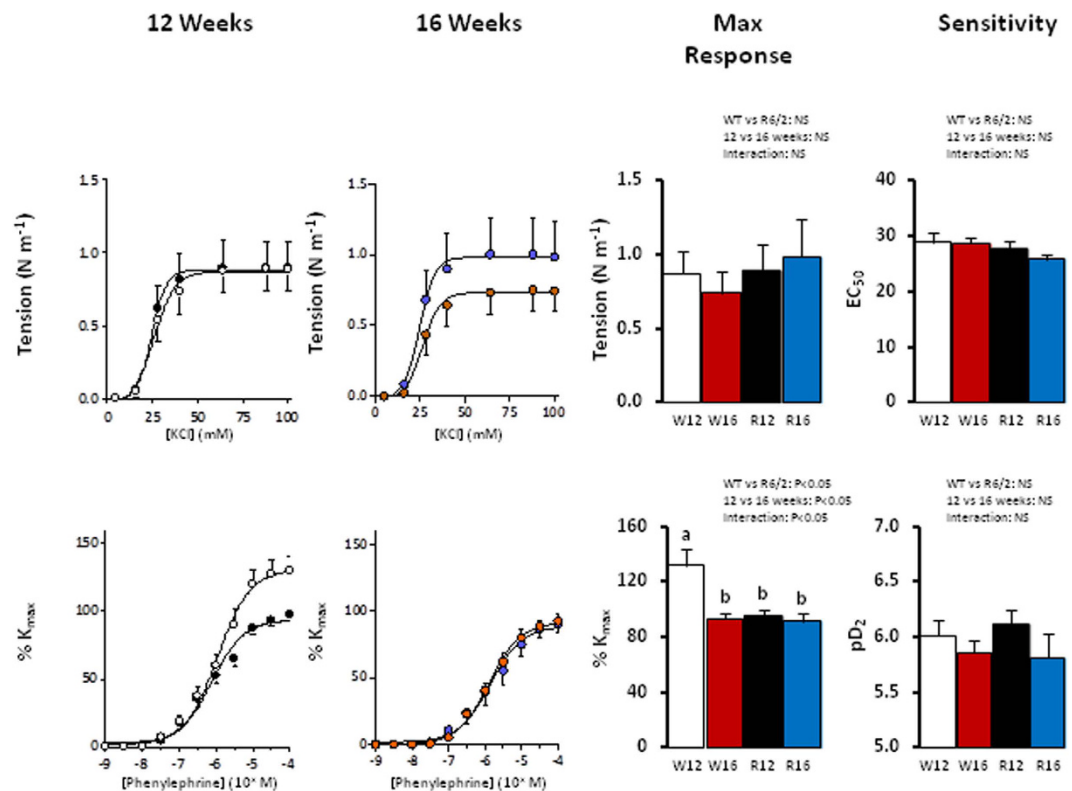 12 Weeks
16 Weeks
Max
Response
Sensitivity
WT vs R6/2: NS
12 vs 16 weeks: NS
Interaction: NS
WT vs R6/2: NS
12 vs 16 weeks: NS
Interaction: NS
Tension (N m⁻¹)
1.5
1.0
0.5
0.0
0 25 50 75 100
[KCl] (mM)
Tension (N m⁻¹)
1.5
1.0
0.5
0.0
0 25 50 75 100
[KCl] (mM)
Tension (N m⁻¹)
1.5
1.0
0.5
0.0
W12 W16 R12 R16
EC₅₀
40
30
20
10
0
W12 W16 R12 R16
WT vs R6/2: P<0.05
12 vs 16 weeks: P<0.05
Interaction: P<0.05
WT vs R6/2: NS
12 vs 16 weeks: NS
Interaction: NS
% Kmax
150
100
50
0
-9 -8 -7 -6 -5 -4
[Phenylephrine] (10ˣ M)
% Kmax
150
100
50
0
-9 -8 -7 -6 -5 -4
[Phenylephrine] (10ˣ M)
% Kmax
160
120
80
40
0
a
b b b
W12 W16 R12 R16
pD₂
7.0
6.5
6.0
5.5
5.0
W12 W16 R12 R16